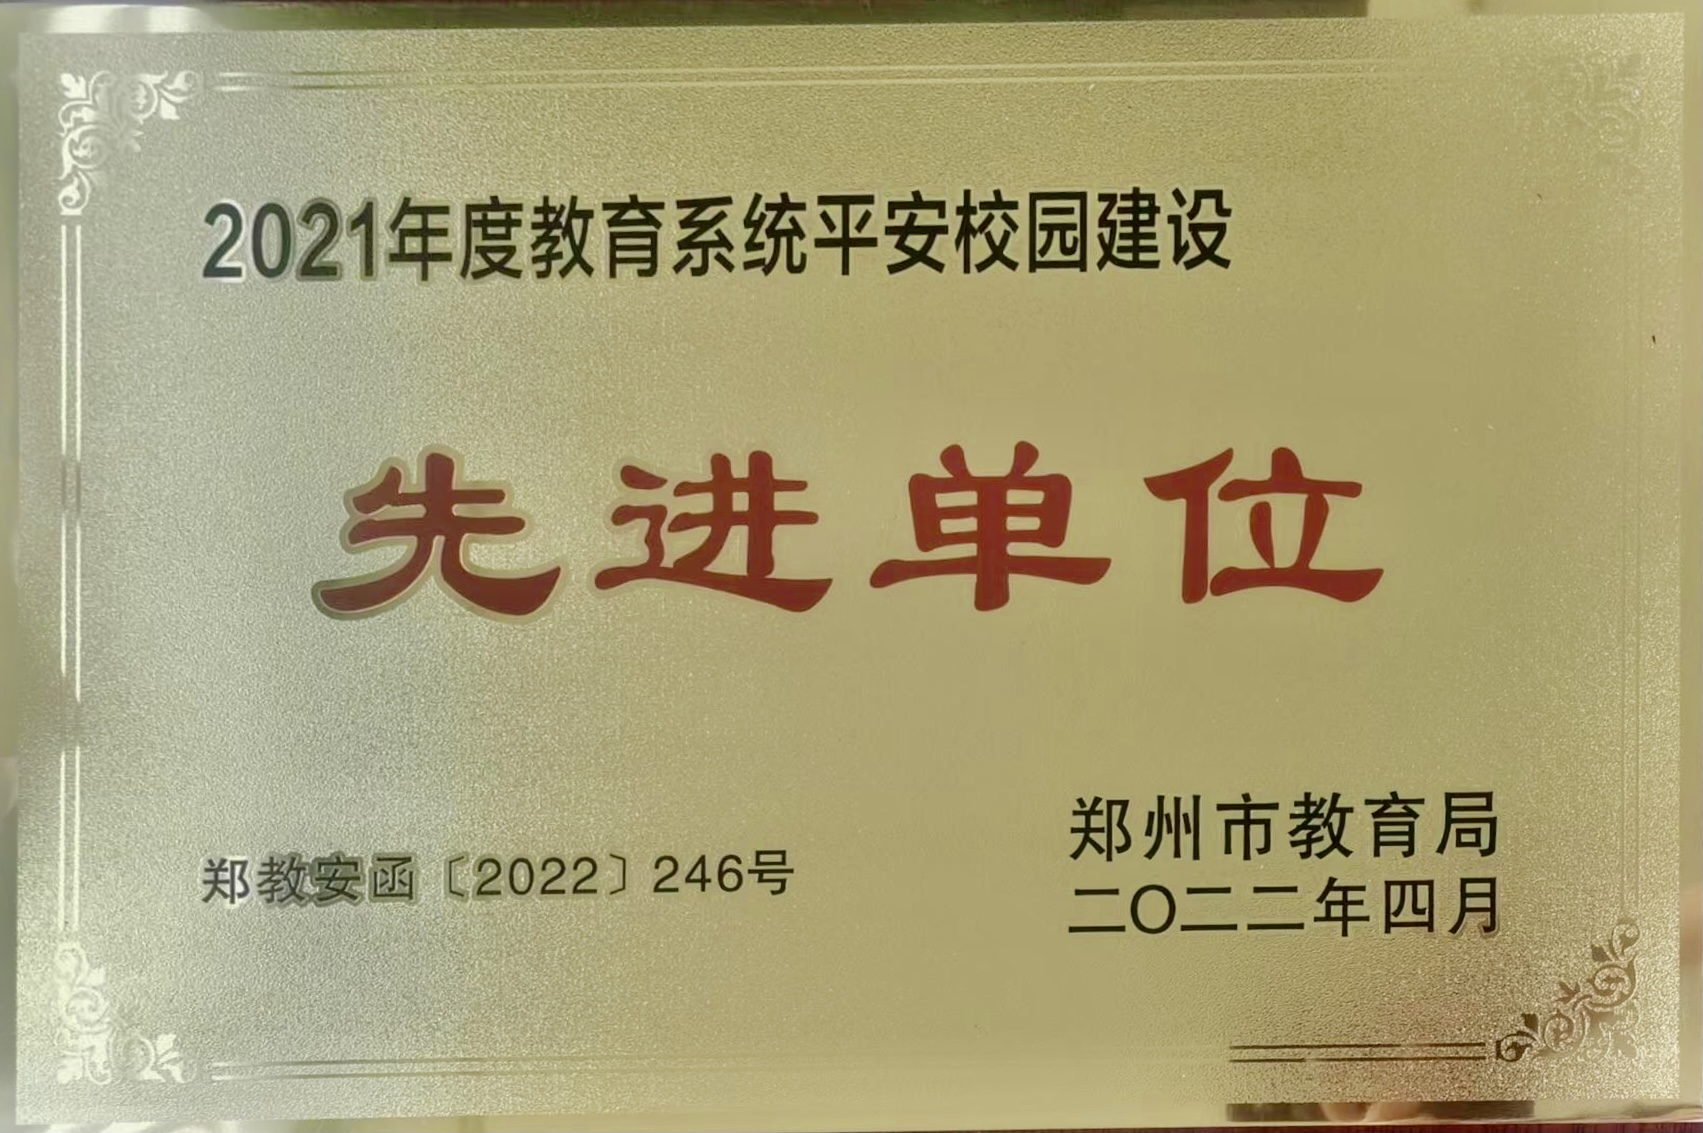 2021年度教育系统平安校园建设
先进单位
郑教安函〔2022〕246号
郑州市教育局
二〇二二年四月